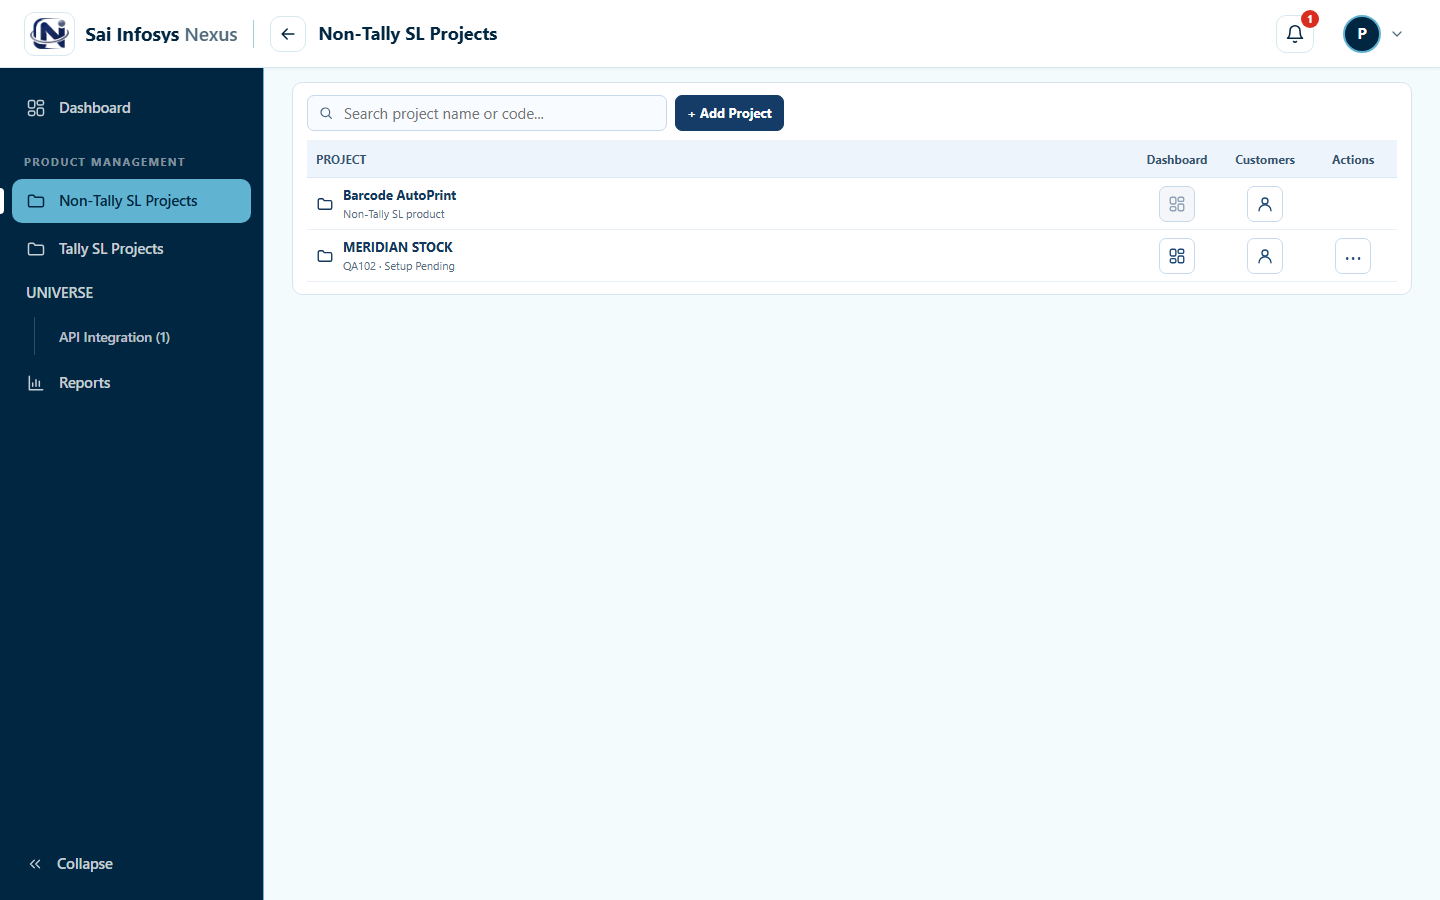 Sai Infosys Nexus
Non-Tally SL Projects
1
P
Dashboard
PRODUCT MANAGEMENT
Non-Tally SL Projects
Tally SL Projects
UNIVERSE
API Integration (1)
Reports
Collapse
Search project name or code...
+ Add Project
PROJECT Dashboard Customers Actions
Barcode AutoPrint
Non-Tally SL product
MERIDIAN STOCK
QA102 · Setup Pending